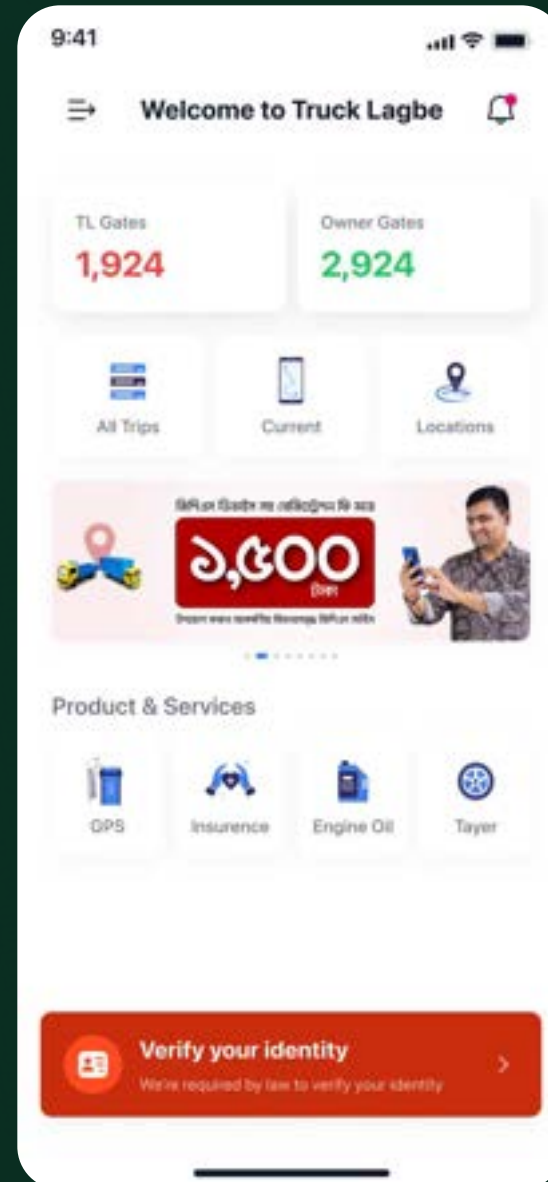 9:41
Welcome to Truck Lagbe
TL Gates
Owner Gates
1,924
2,924
All Trips
Current
Locations
১,৫০০
টাকা
Product & Services
GPS
Insurence
Engine Oil
Tayer
Verify your identity
We're required by law to verify your identity